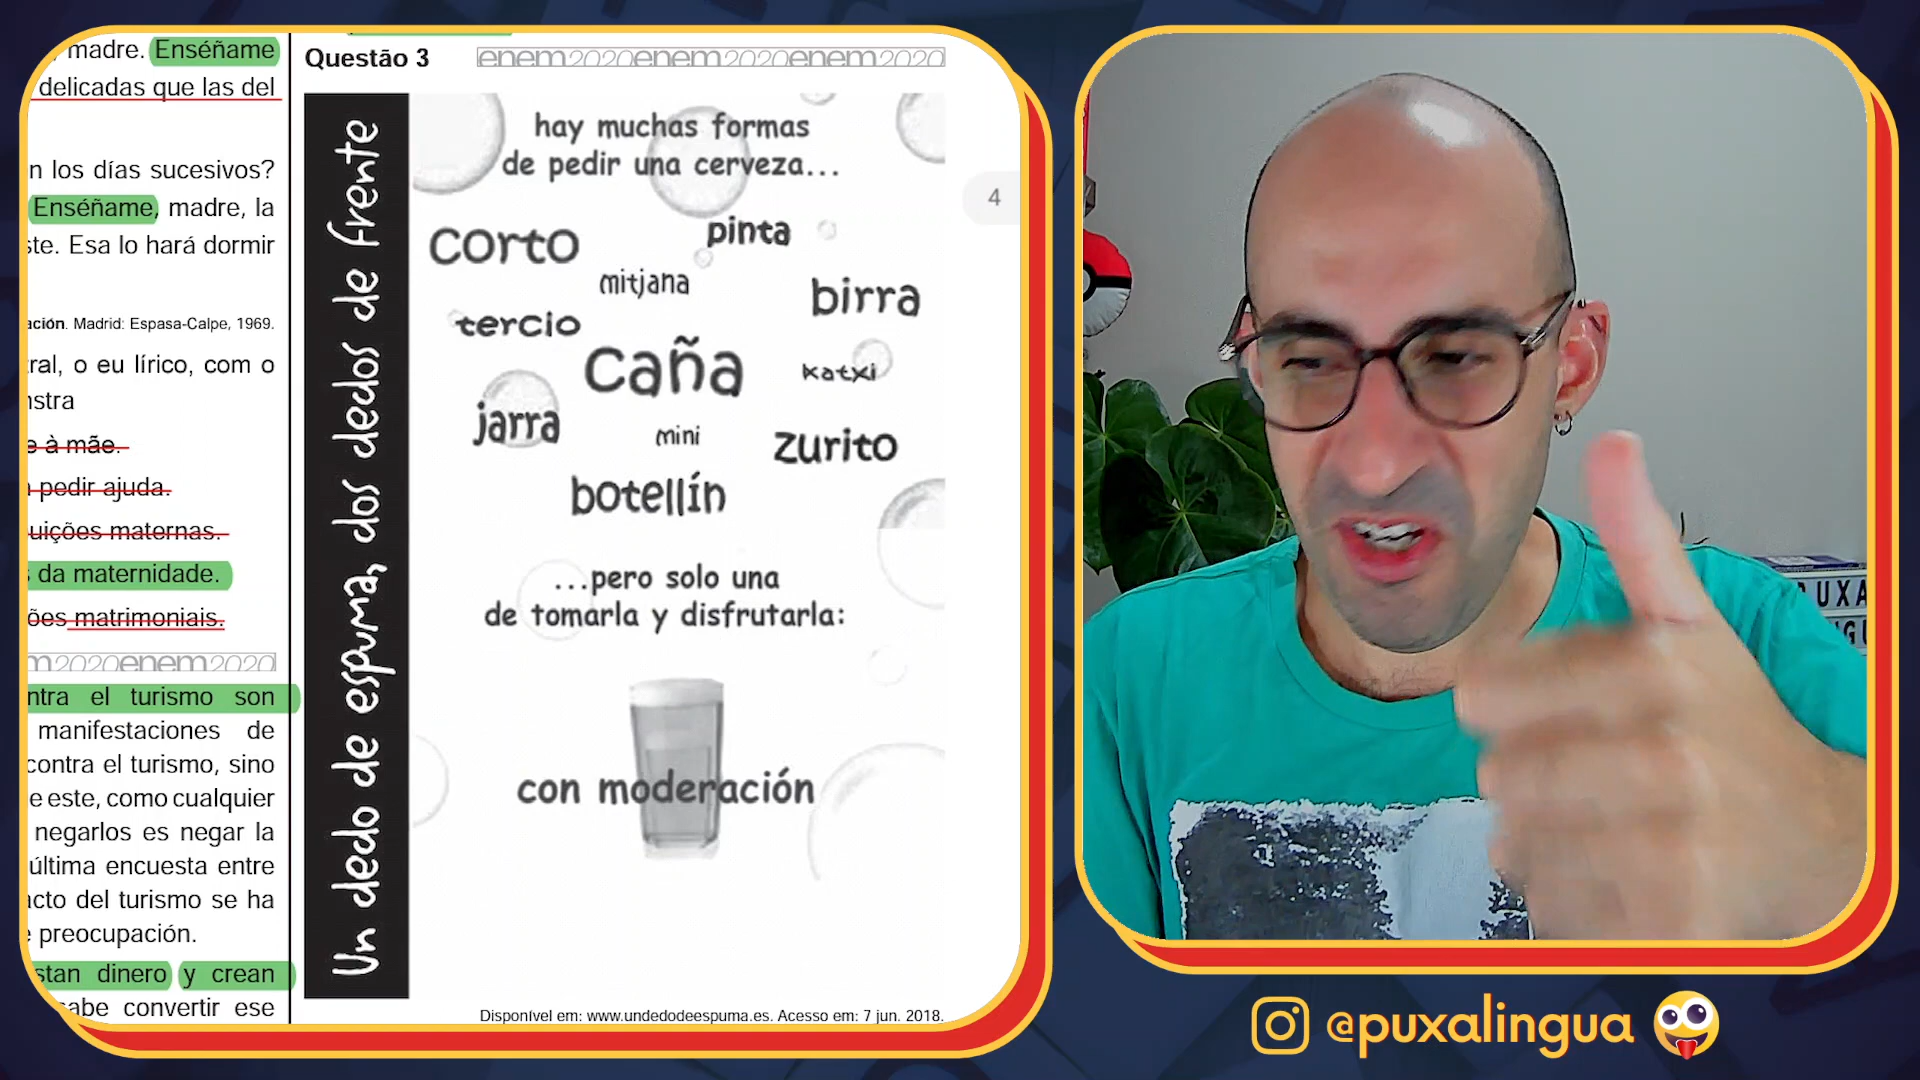 madre. Enséñame
delicadas que las del
n los días sucesivos?
Enséñame, madre, la
ste. Esa lo hará dormir
ación. Madrid: Espasa-Calpe, 1969.
ral, o eu lírico, com o
nstra
e à mãe.
pedir ajuda.
uições maternas.
s da maternidade.
ões matrimoniais.
m2020enem2020
ntra el turismo son
manifestaciones de
contra el turismo, sino
e este, como cualquier
negarlos es negar la
última encuesta entre
acto del turismo se ha
e preocupación.
stan dinero y crean
sabe convertir ese
Questão 3
enem2020enem2020enem2020
Un dedo de espuma, dos dedos de frente
hay muchas formas
de pedir una cerveza...
corto
pinta
mitjana
birra
tercio
caña
katxi
jarra
mini
zurito
botellín
...pero solo una
de tomarla y disfrutarla:
con moderación
Disponível em: www.undedodeespuma.es. Acesso em: 7 jun. 2018.
4
PUXA
GU
@puxalingua